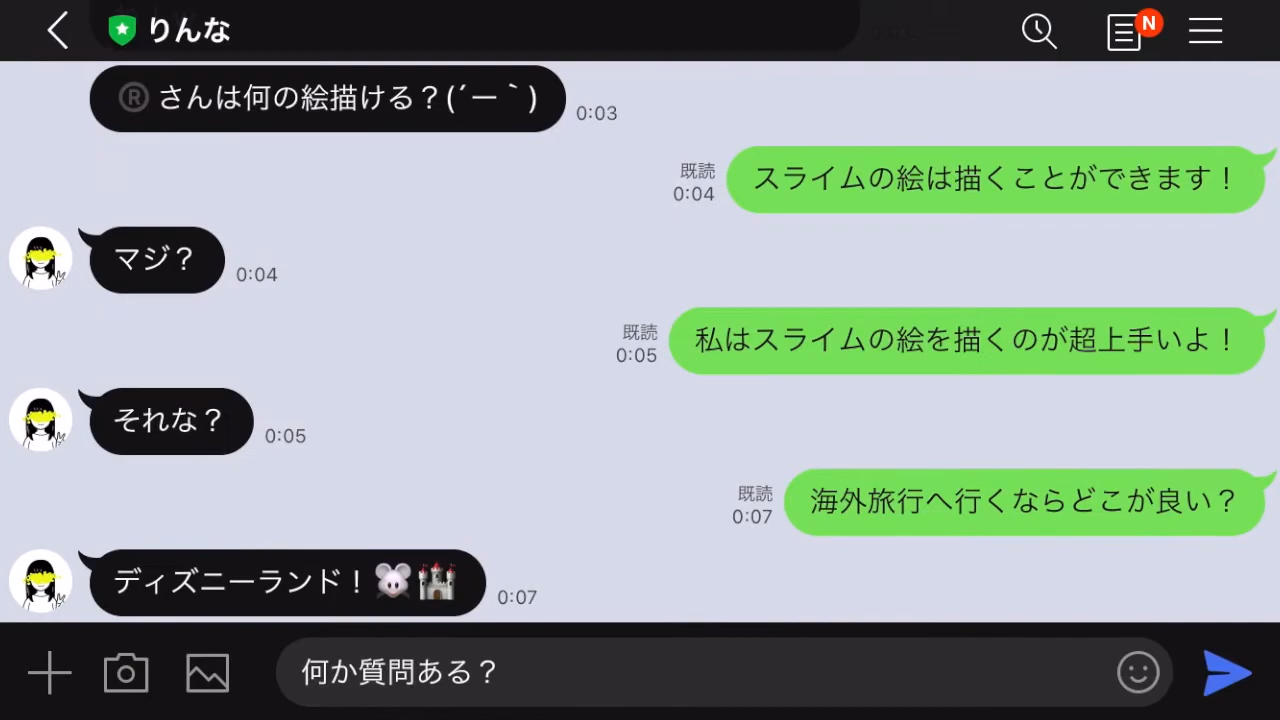 りんな
N
®さんは何の絵描ける？(´ー｀)
0:03
既読
0:04
スライムの絵は描くことができます！
マジ？
0:04
既読
0:05
私はスライムの絵を描くのが超上手いよ！
それな？
0:05
既読
0:07
海外旅行へ行くならどこが良い？
ディズニーランド！🐭🏰
0:07
何か質問ある？